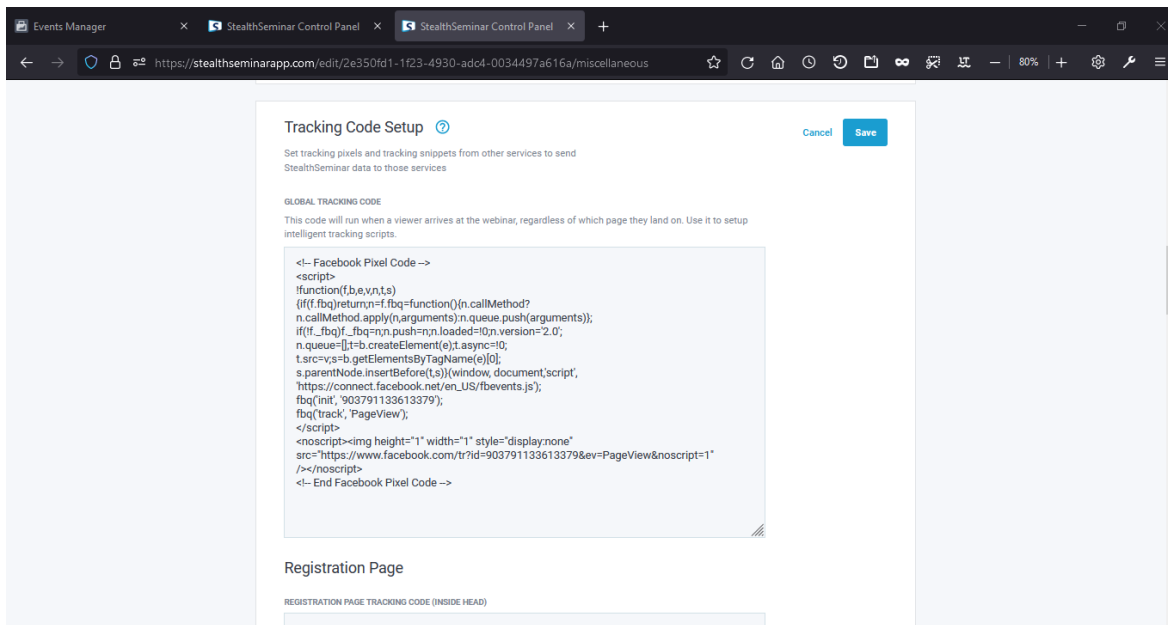 Events Manager
StealthSeminar Control Panel
StealthSeminar Control Panel
https://stealthseminarapp.com/edit/2e350fd1-1f23-4930-adc4-0034497a616a/miscellaneous
80%
Tracking Code Setup
Cancel
Save
Set tracking pixels and tracking snippets from other services to send
StealthSeminar data to those services
GLOBAL TRACKING CODE
This code will run when a viewer arrives at the webinar, regardless of which page they land on. Use it to setup
intelligent tracking scripts.
<!-- Facebook Pixel Code -->
<script>
!function(f,b,e,v,n,t,s)
{if(f.fbq)return;n=f.fbq=function(){n.callMethod?
n.callMethod.apply(n,arguments):n.queue.push(arguments)};
if(!f._fbq)f._fbq=n;n.push=n;n.loaded=!0;n.version='2.0';
n.queue=[];t=b.createElement(e);t.async=!0;
t.src=v;s=b.getElementsByTagName(e)[0];
s.parentNode.insertBefore(t,s)}(window, document,'script',
'https://connect.facebook.net/en_US/fbevents.js');
fbq('init', '903791133613379');
fbq('track', 'PageView');
</script>
<noscript><img height="1" width="1" style="display:none"
src="https://www.facebook.com/tr?id=903791133613379&ev=PageView&noscript=1"
/></noscript>
<!-- End Facebook Pixel Code -->
Registration Page
REGISTRATION PAGE TRACKING CODE (INSIDE HEAD)